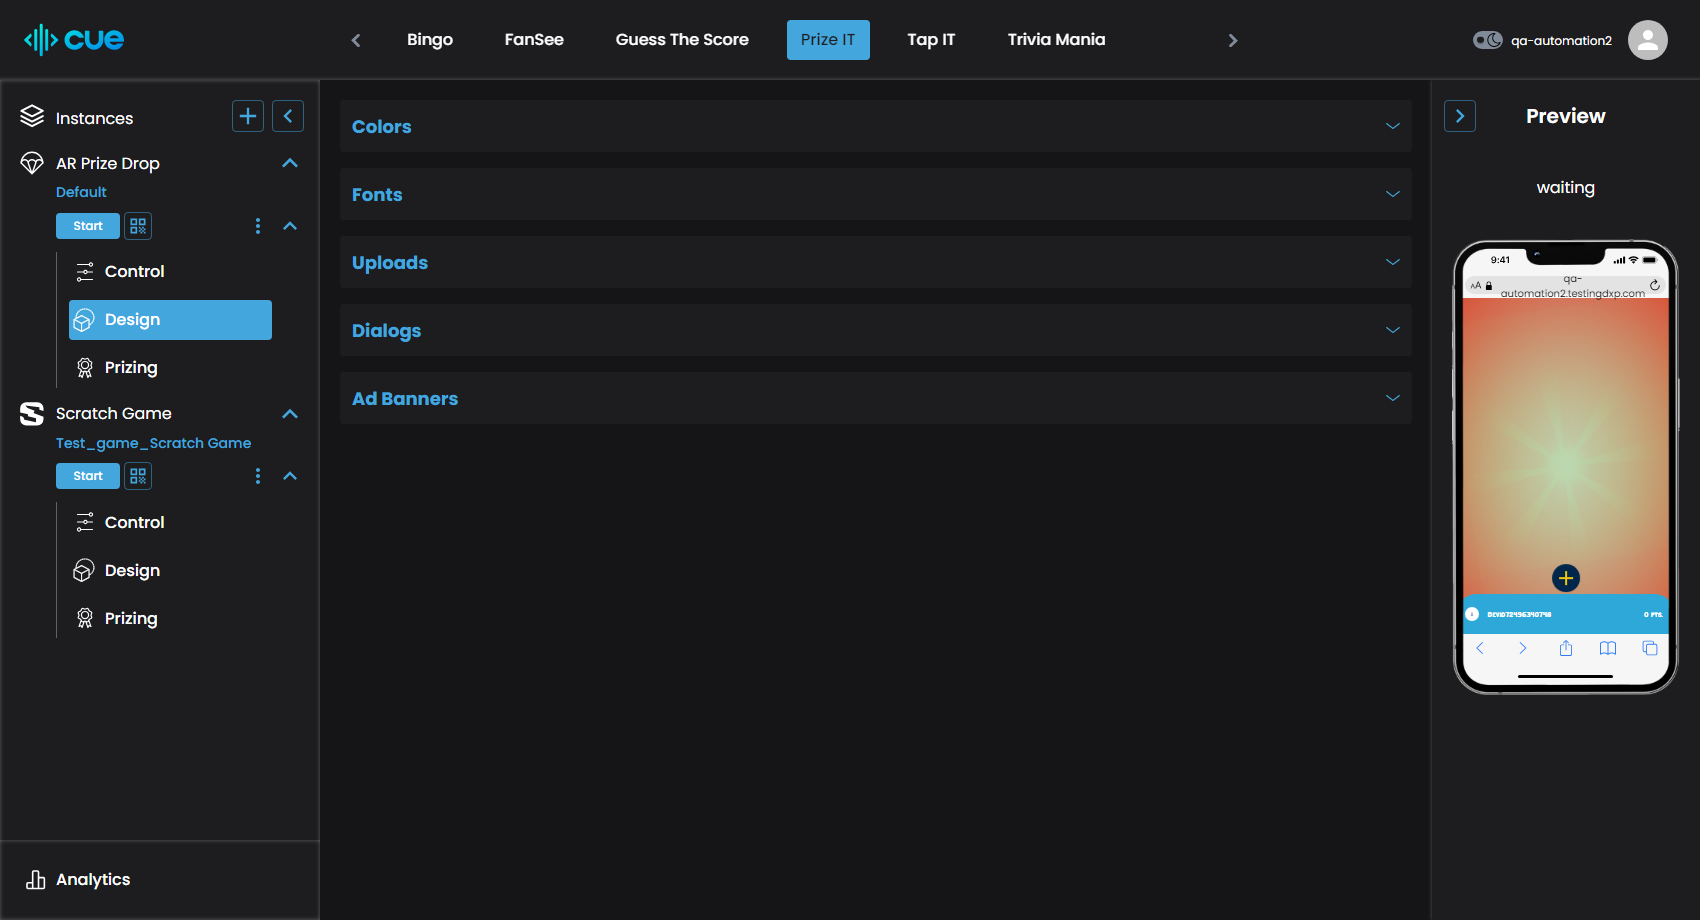 cue
Bingo
FanSee
Guess The Score
Prize IT
Tap IT
Trivia Mania
qa-automation2
Instances
AR Prize Drop
Default
Start
Control
Design
Prizing
Scratch Game
Test_game_Scratch Game
Start
Control
Design
Prizing
Analytics
Colors
Fonts
Uploads
Dialogs
Ad Banners
Preview
waiting
9:41
AA
qa-
automation2.testingdxp.com
0 PTS.